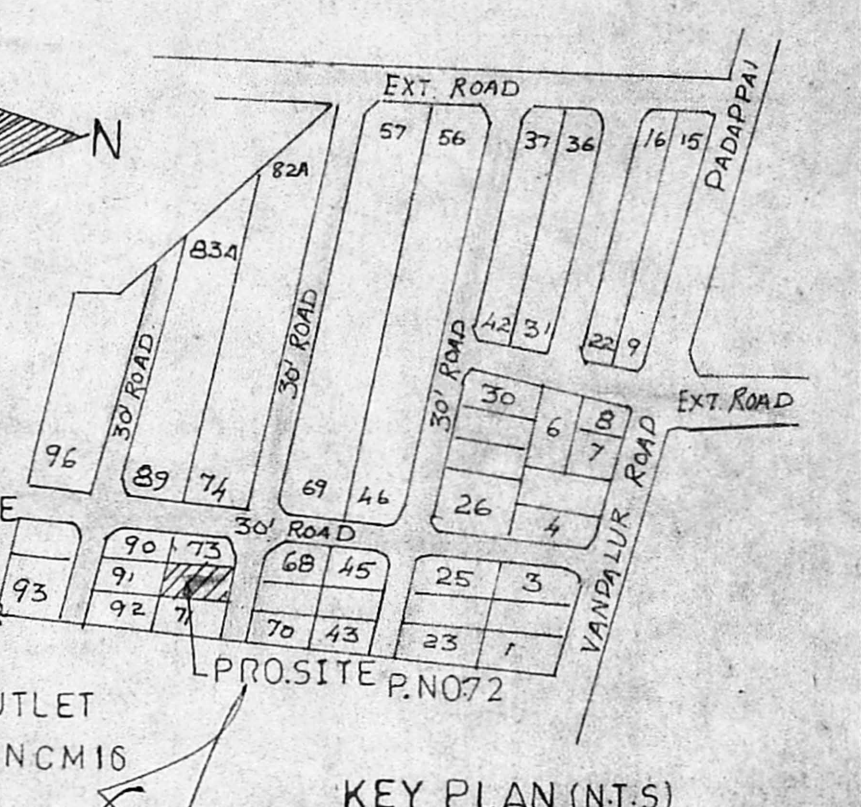 EXT. ROAD
PADAPPAI
N
57 56 37 36 16 15
82A
83A
30' ROAD
30' ROAD
30' ROAD
42 31 22 9
EXT. ROAD
30 6 8
7
VANDALUR ROAD
96
89 74 69 46 26 4
30' ROAD
90 73 68 45 25 3
91
93
92 71 70 43 23 1
PRO.SITE P.NO72
UTLET
NCM16
KEY PLAN (N.T.S)